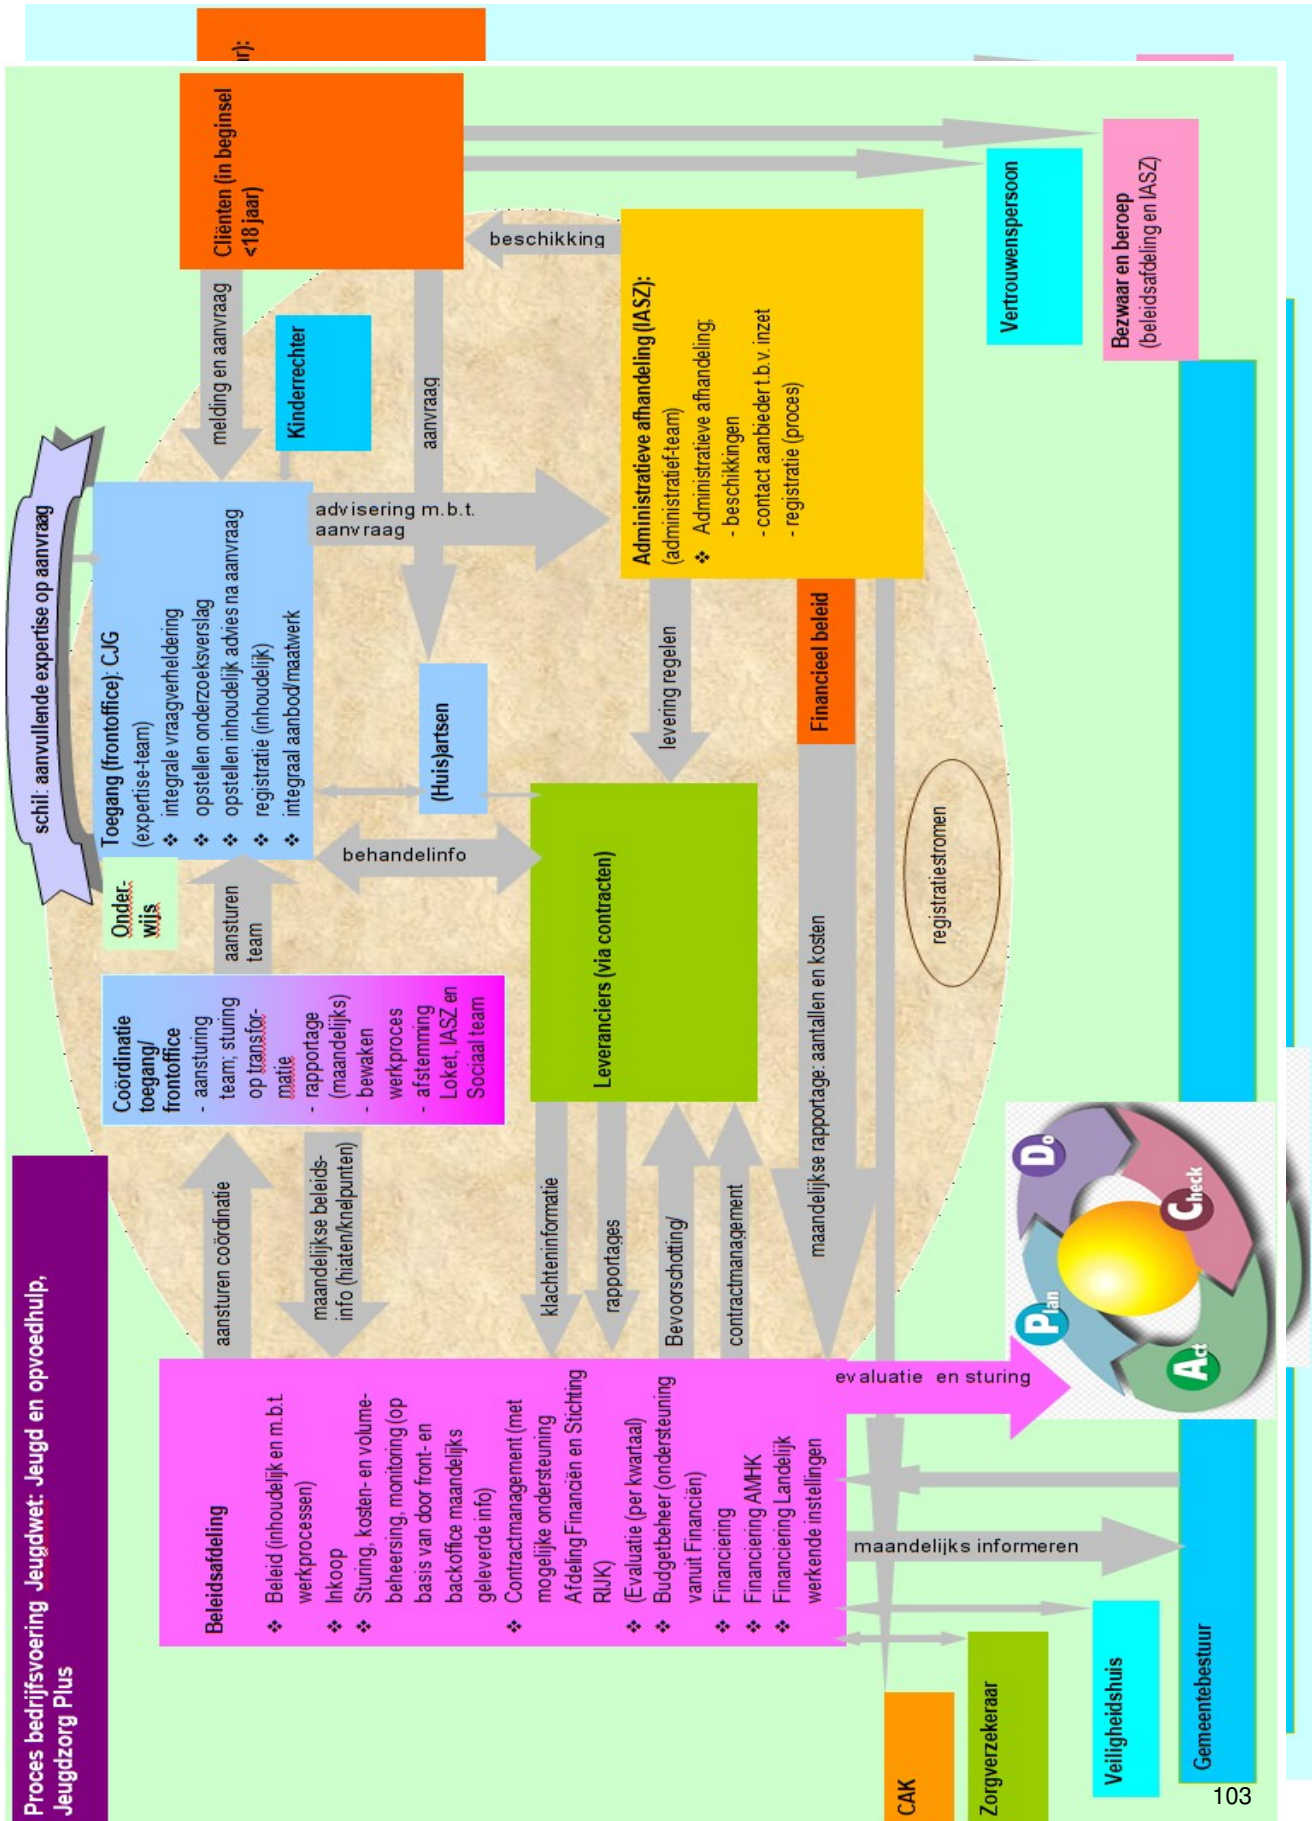 ar):
Proces bedrijfsvoering Jeugdwet: Jeugd en opvoedhulp,
Jeugdzorg Plus
schil: aanvullende expertise op aanvraag
Coördinatie
toegang/
frontoffice
- aansturing
team; sturing
op transfor-
matie
- rapportage
(maandelijks)
- bewaken
werkproces
- afstemming
Loket, IASZ en
Sociaal team
Onder-
wijs
aansturen
team
Toegang (frontoffice): CJG
(expertise-team)
❖ integrale vraagverheldering
❖ opstellen onderzoeksverslag
❖ opstellen inhoudelijk advies na aanvraag
❖ registratie (inhoudelijk)
❖ integraal aanbod/maatwerk
melding en aanvraag
Cliënten (in beginsel
<18 jaar)
Kinderrechter
aanvraag
advisering m.b.t.
aanvraag
beschikking
aansturen coördinatie
maandelijkse beleids-
info (hiaten/knelpunten)
behandelinfo
(Huis)artsen
Beleidsafdeling
❖ Beleid (inhoudelijk en m.b.t.
werkprocessen)
❖ Inkoop
❖ Sturing, kosten- en volume-
beheersing, monitoring (op
basis van door front- en
backoffice maandelijks
geleverde info)
❖ Contractmanagement (met
mogelijke ondersteuning
Afdeling Financiën en Stichting
RIJK)
❖ (Evaluatie (per kwartaal)
❖ Budgetbeheer (ondersteuning
vanuit Financiën)
❖ Financiering
❖ Financiering AMHK
❖ Financiering Landelijk
werkende instellingen
klachteninformatie
rapportages
Bevoorschotting/
contractmanagement
Leveranciers (via contracten)
levering regelen
Administratieve afhandeling (IASZ):
(administratief-team)
❖ Administratieve afhandeling;
- beschikkingen
- contact aanbieder t.b.v. inzet
- registratie (proces)
maandelijkse rapportage: aantallen en kosten
Financieel beleid
registratiestromen
evaluatie en sturing
maandelijks informeren
Plan
Do
Check
Act
CAK
Zorgverzekeraar
Veiligheidshuis
Gemeentebestuur
Vertrouwenspersoon
Bezwaar en beroep
(beleidsafdeling en IASZ)
103